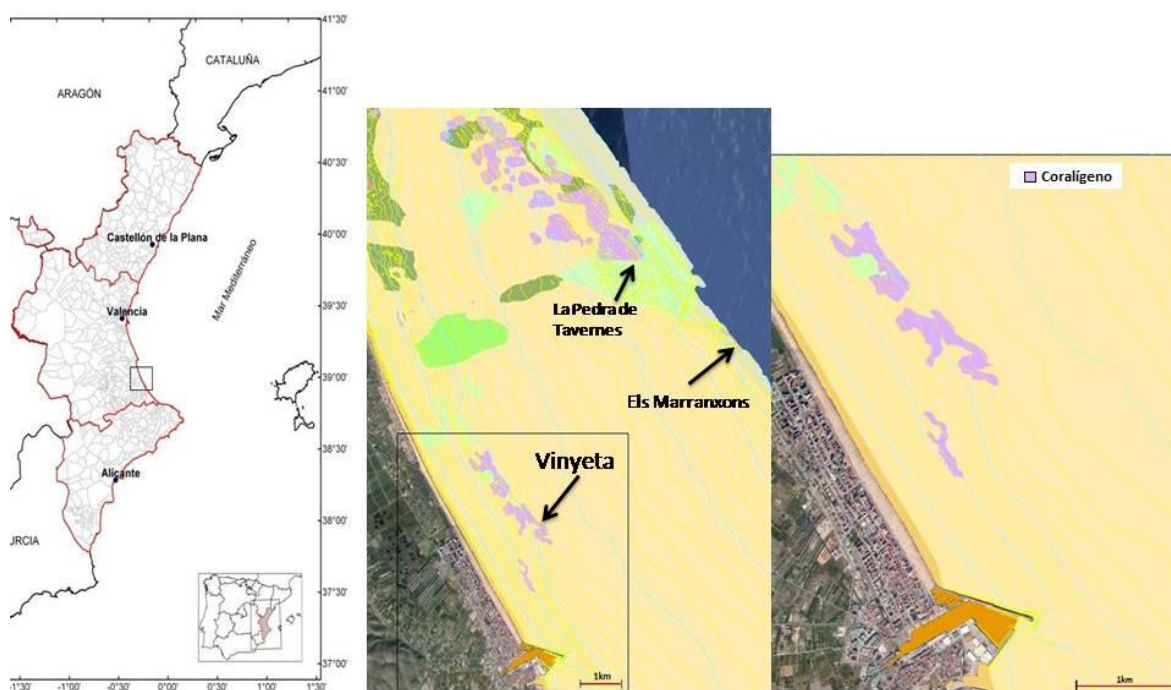 41°30'
CATALUÑA
ARAGÓN
41°00'
40°30'
Castellón de la Plana
40°00'
Mar Mediterráneo
Valencia
39°30'
39°00'
38°30'
Alicante
38°00'
URCIA
37°30'
37°00'
-1°30' -1°00' -0°30' 0°00' 0°30' 1°00' 1°30'
La Pedra de
Tavernes
Els Marranxons
Vinyeta
1km
Coralígeno
1km